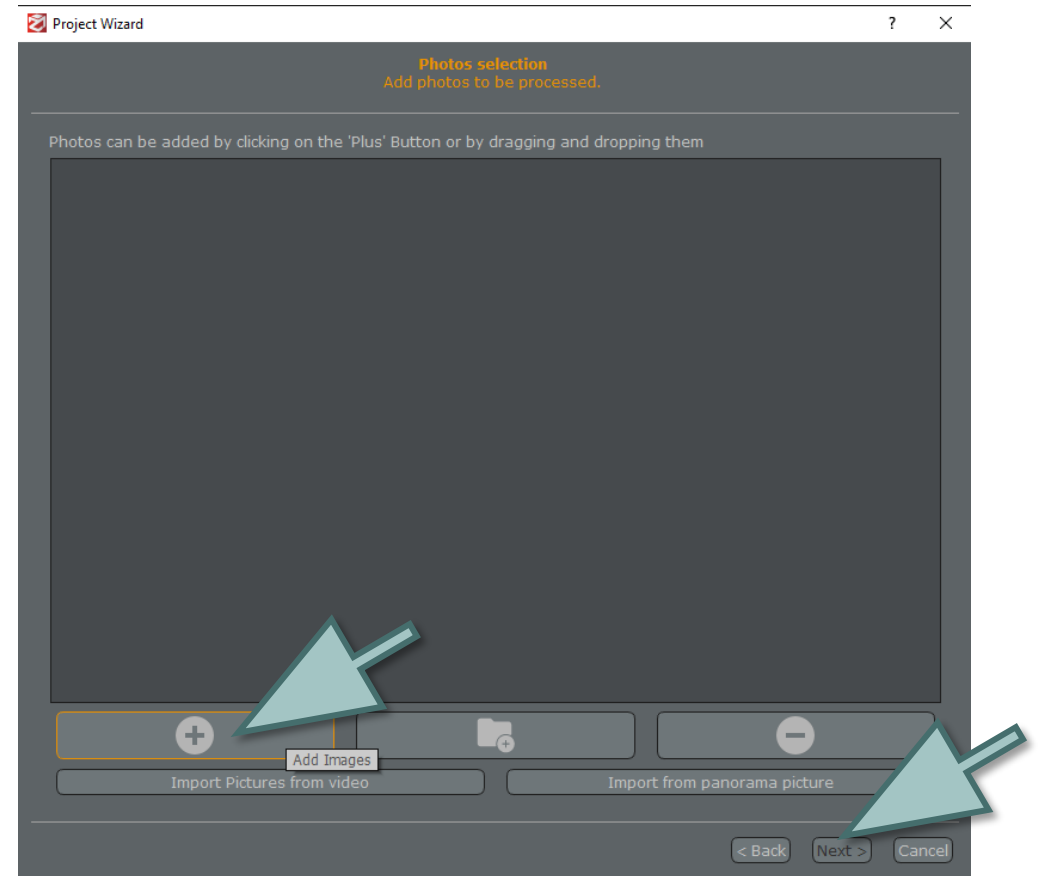 Project Wizard
?
Photos selection
Add photos to be processed.
Photos can be added by clicking on the 'Plus' Button or by dragging and dropping them
Add Images
Import Pictures from video
Import from panorama picture
< Back
Next >
Cancel